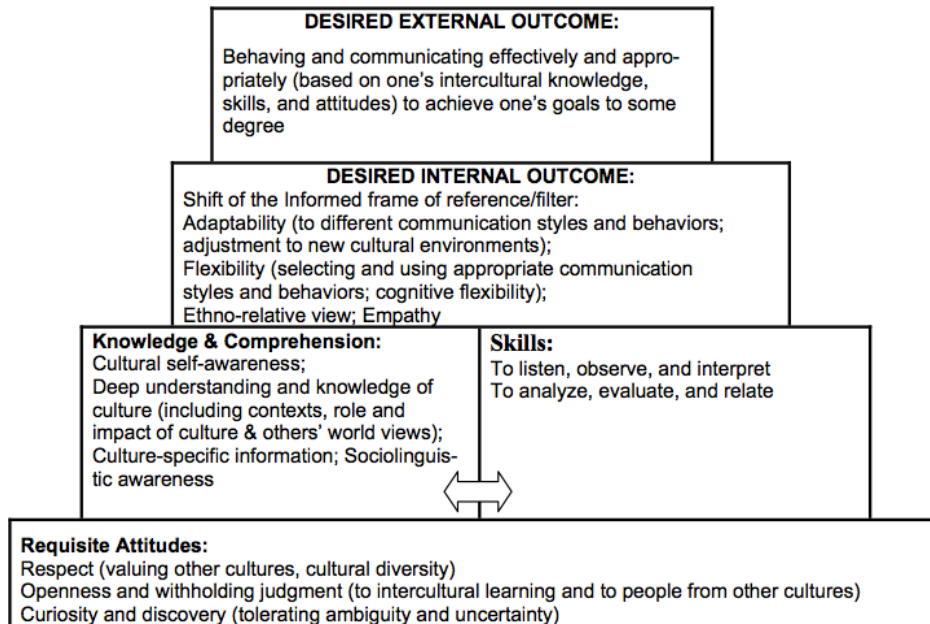 DESIRED EXTERNAL OUTCOME:
Behaving and communicating effectively and appro-
priately (based on one's intercultural knowledge,
skills, and attitudes) to achieve one's goals to some
degree
DESIRED INTERNAL OUTCOME:
Shift of the Informed frame of reference/filter:
Adaptability (to different communication styles and behaviors;
adjustment to new cultural environments);
Flexibility (selecting and using appropriate communication
styles and behaviors; cognitive flexibility);
Ethno-relative view; Empathy
Knowledge & Comprehension:
Cultural self-awareness;
Deep understanding and knowledge of
culture (including contexts, role and
impact of culture & others' world views);
Culture-specific information; Sociolinguis-
tic awareness
Skills:
To listen, observe, and interpret
To analyze, evaluate, and relate
Requisite Attitudes:
Respect (valuing other cultures, cultural diversity)
Openness and withholding judgment (to intercultural learning and to people from other cultures)
Curiosity and discovery (tolerating ambiguity and uncertainty)